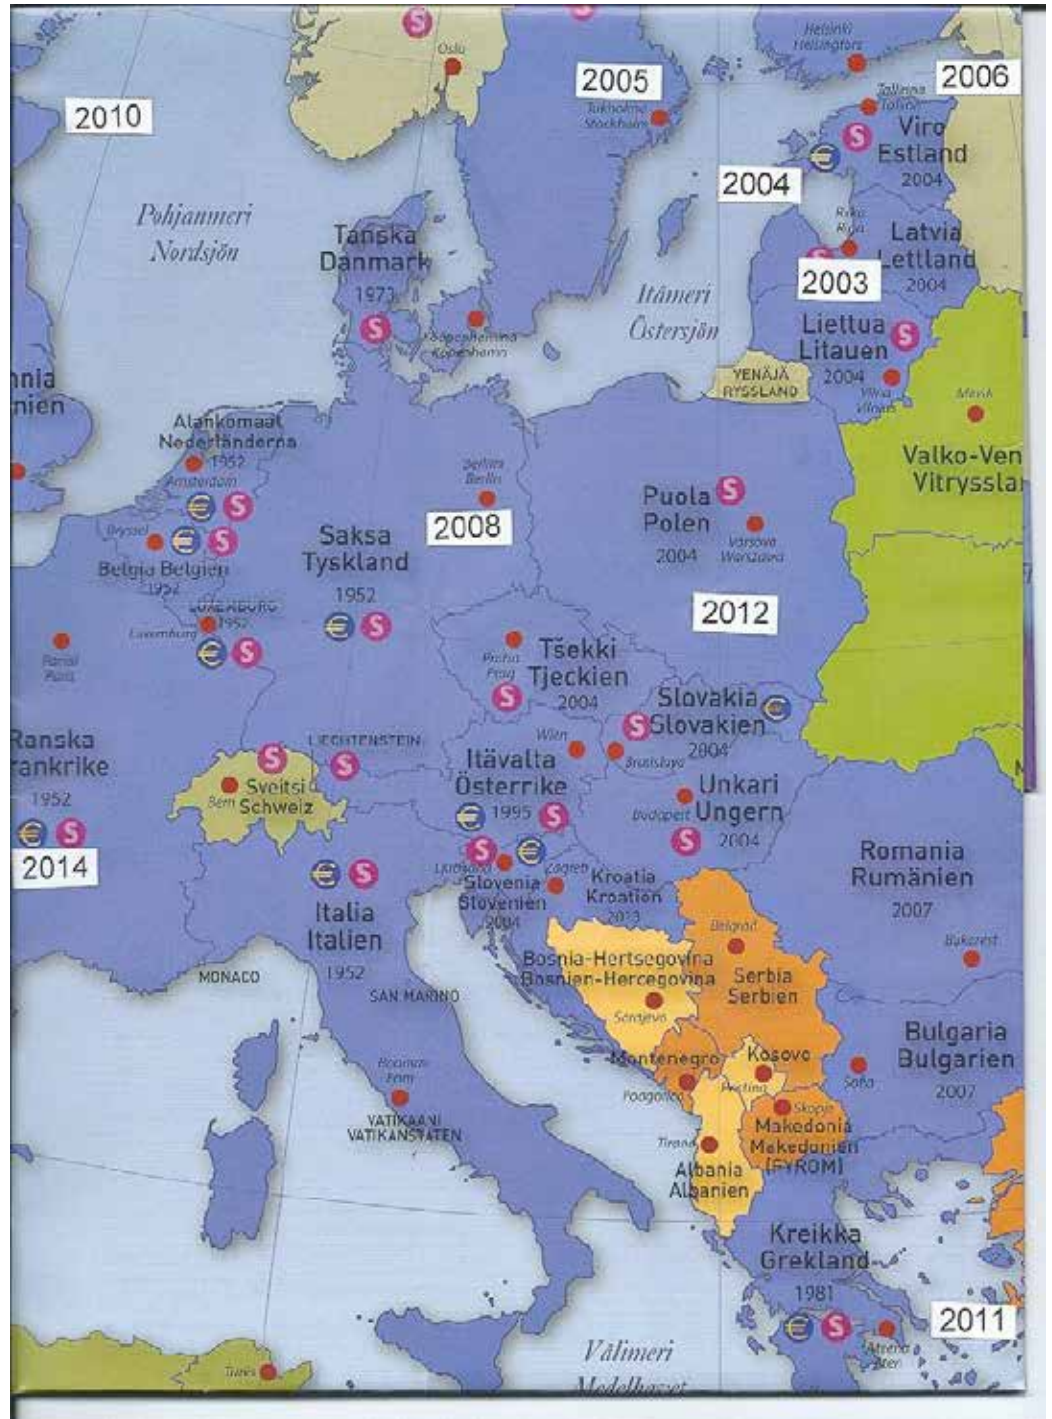 Oslo
Helsinki
Helsingfors
2005
2006
2010
Tukholma
Stockholm
Tallinna
Tallinn
Viro
Estland
2004
2004
Pohjanmeri
Nordsjön
Tanska
Danmark
1973
S
Riika
Riga
Latvia
Lettland
2004
2003
Itämeri
Östersjön
Kööpenhamina
Köpenhamn
Liettua
Litauen
2004
Vilna
Vilnius
VENÄJÄ
RYSSLAND
Minsk
Valko-Ven
Vitrysslan
nnia
nien
Alankomaat
Nederländerna
1952
Amsterdam
€ S
Bryssel
€ S
Belgia Belgien
1952
Berliini
Berlin
2008
Saksa
Tyskland
1952
€ S
Puola S
Polen
2004
Varsova
Warszawa
2012
LUXEMBURG
1952
Luxemburg
€ S
Pariisi
Paris
Praha
Prag
S
Tšekki
Tjeckien
2004
Slovakia
Slovakien
2004
€
S
Bratislava
Ranska
rankrike
1952
€ S
2014
LIECHTENSTEIN
S
S
Sveitsi
Schweiz
Bern
Wien
Itävalta
Österrike
€ 1995 S
Unkari
Ungern
2004
Budapest
S
Romania
Rumänien
2007
Bukarest
€ S
Italia
Italien
1952
S €
Ljubljana
Slovenia
Slovenien
2004
Zagreb
Kroatia
Kroatien
2013
MONACO
SAN MARINO
Bosnia-Hertsegovina
Bosnien-Hercegovina
Sarajevo
Belgrad
Serbia
Serbien
Bulgaria
Bulgarien
2007
Sofia
Montenegro
Podgorica
Kosovo
Pristina
Skopje
Makedonia
Makedonien
(FYROM)
Rooma
Rom
VATIKAANI
VATIKANSTATEN
Tirana
Albania
Albanien
Kreikka
Grekland
1981
€ S
Ateena
Aten
2011
Tunis
Välimeri
Medelhavet